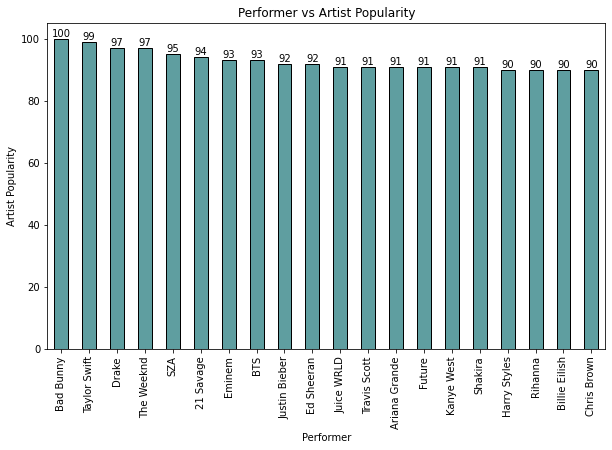 Performer vs Artist Popularity
100 99 97 97 95 94 93 93 92 92 91 91 91 91 91 91 90 90 90 90
Artist Popularity
100
80
60
40
20
0
Bad Bunny
Taylor Swift
Drake
The Weeknd
SZA
21 Savage
Eminem
BTS
Justin Bieber
Ed Sheeran
Juice WRLD
Travis Scott
Ariana Grande
Future
Kanye West
Shakira
Harry Styles
Rihanna
Billie Eilish
Chris Brown
Performer